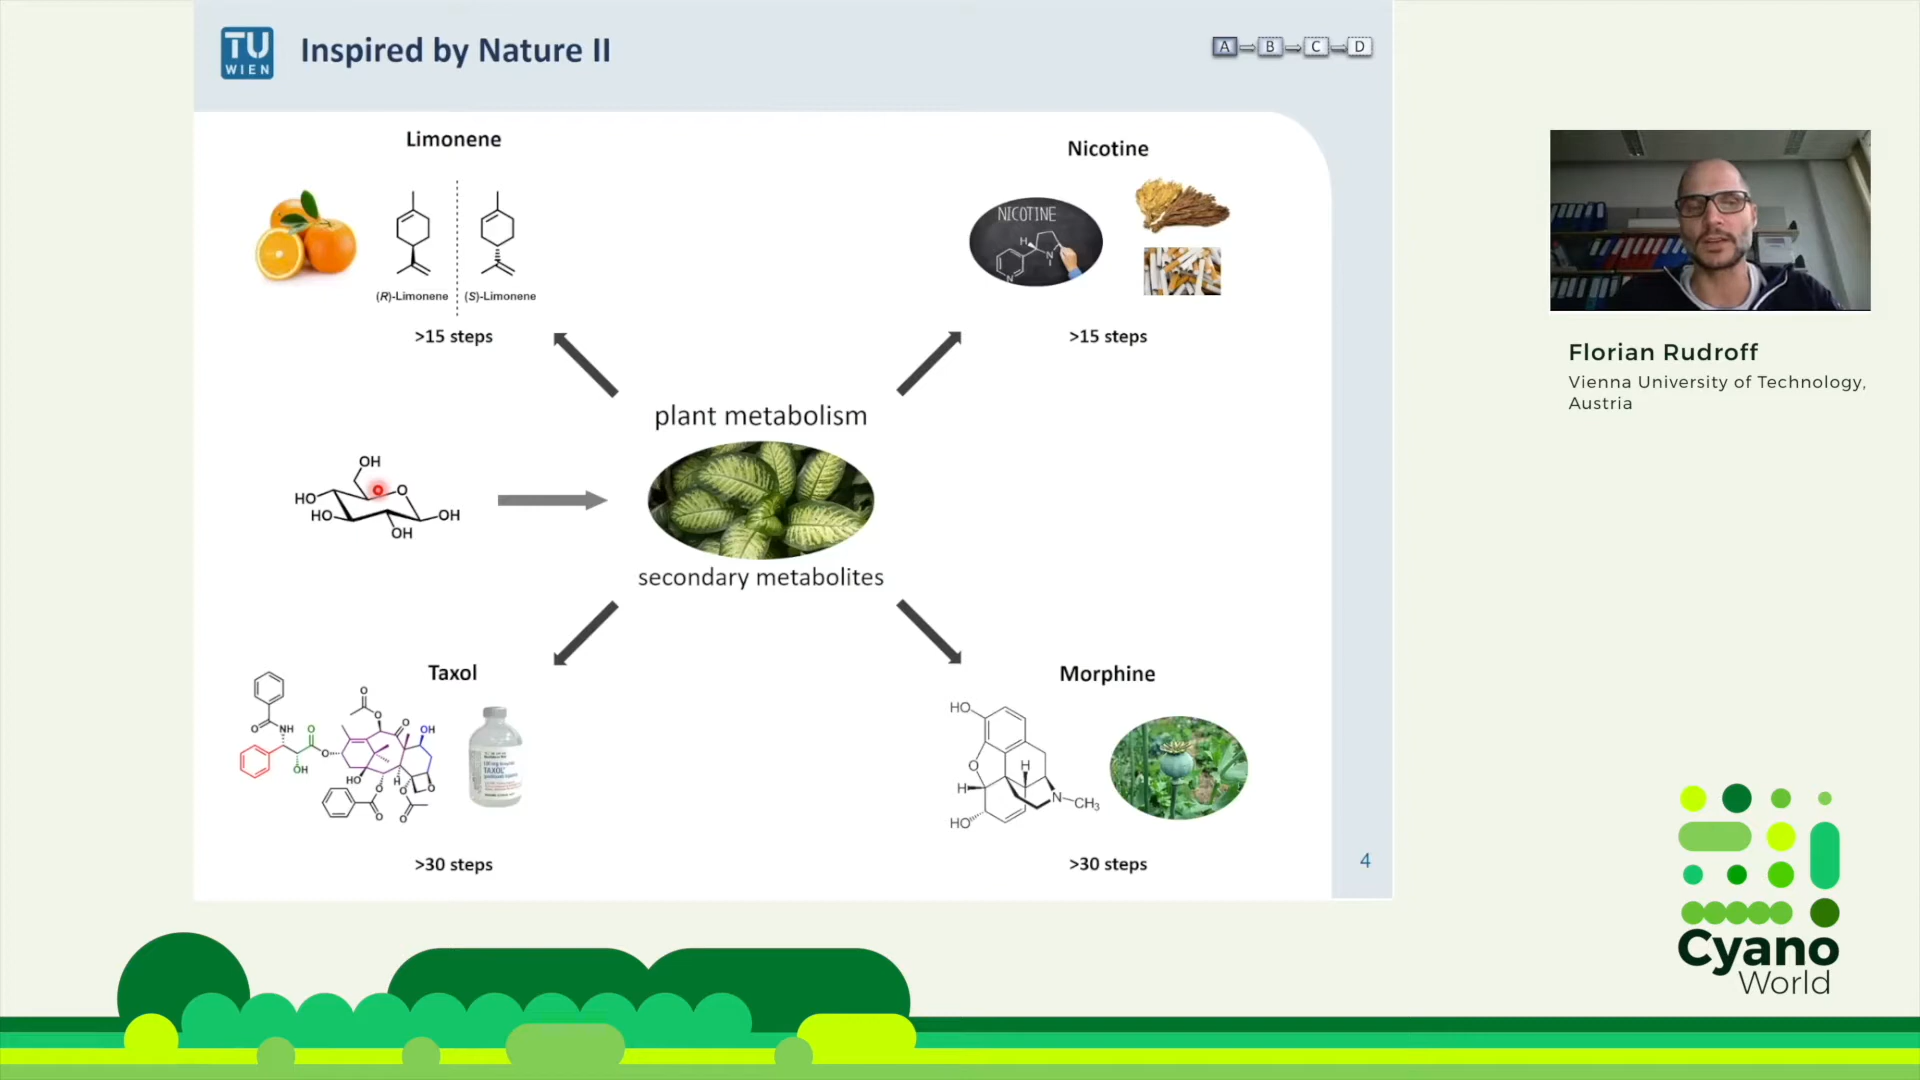 TU
WIEN
Inspired by Nature II
A
B
C
D
Limonene
(R)-Limonene
(S)-Limonene
>15 steps
Nicotine
NICOTINE
H
N
N
>15 steps
Florian Rudroff
Vienna University of Technology,
Austria
plant metabolism
OH
HO
O
HO
OH
OH
secondary metabolites
Taxol
O
O
O
O
NH
O
O
OH
OH
HO
H
O
O
O
O
O
TAXOL
>30 steps
Morphine
HO
O
H
H
N
CH3
HO
>30 steps
4
Cyano
World